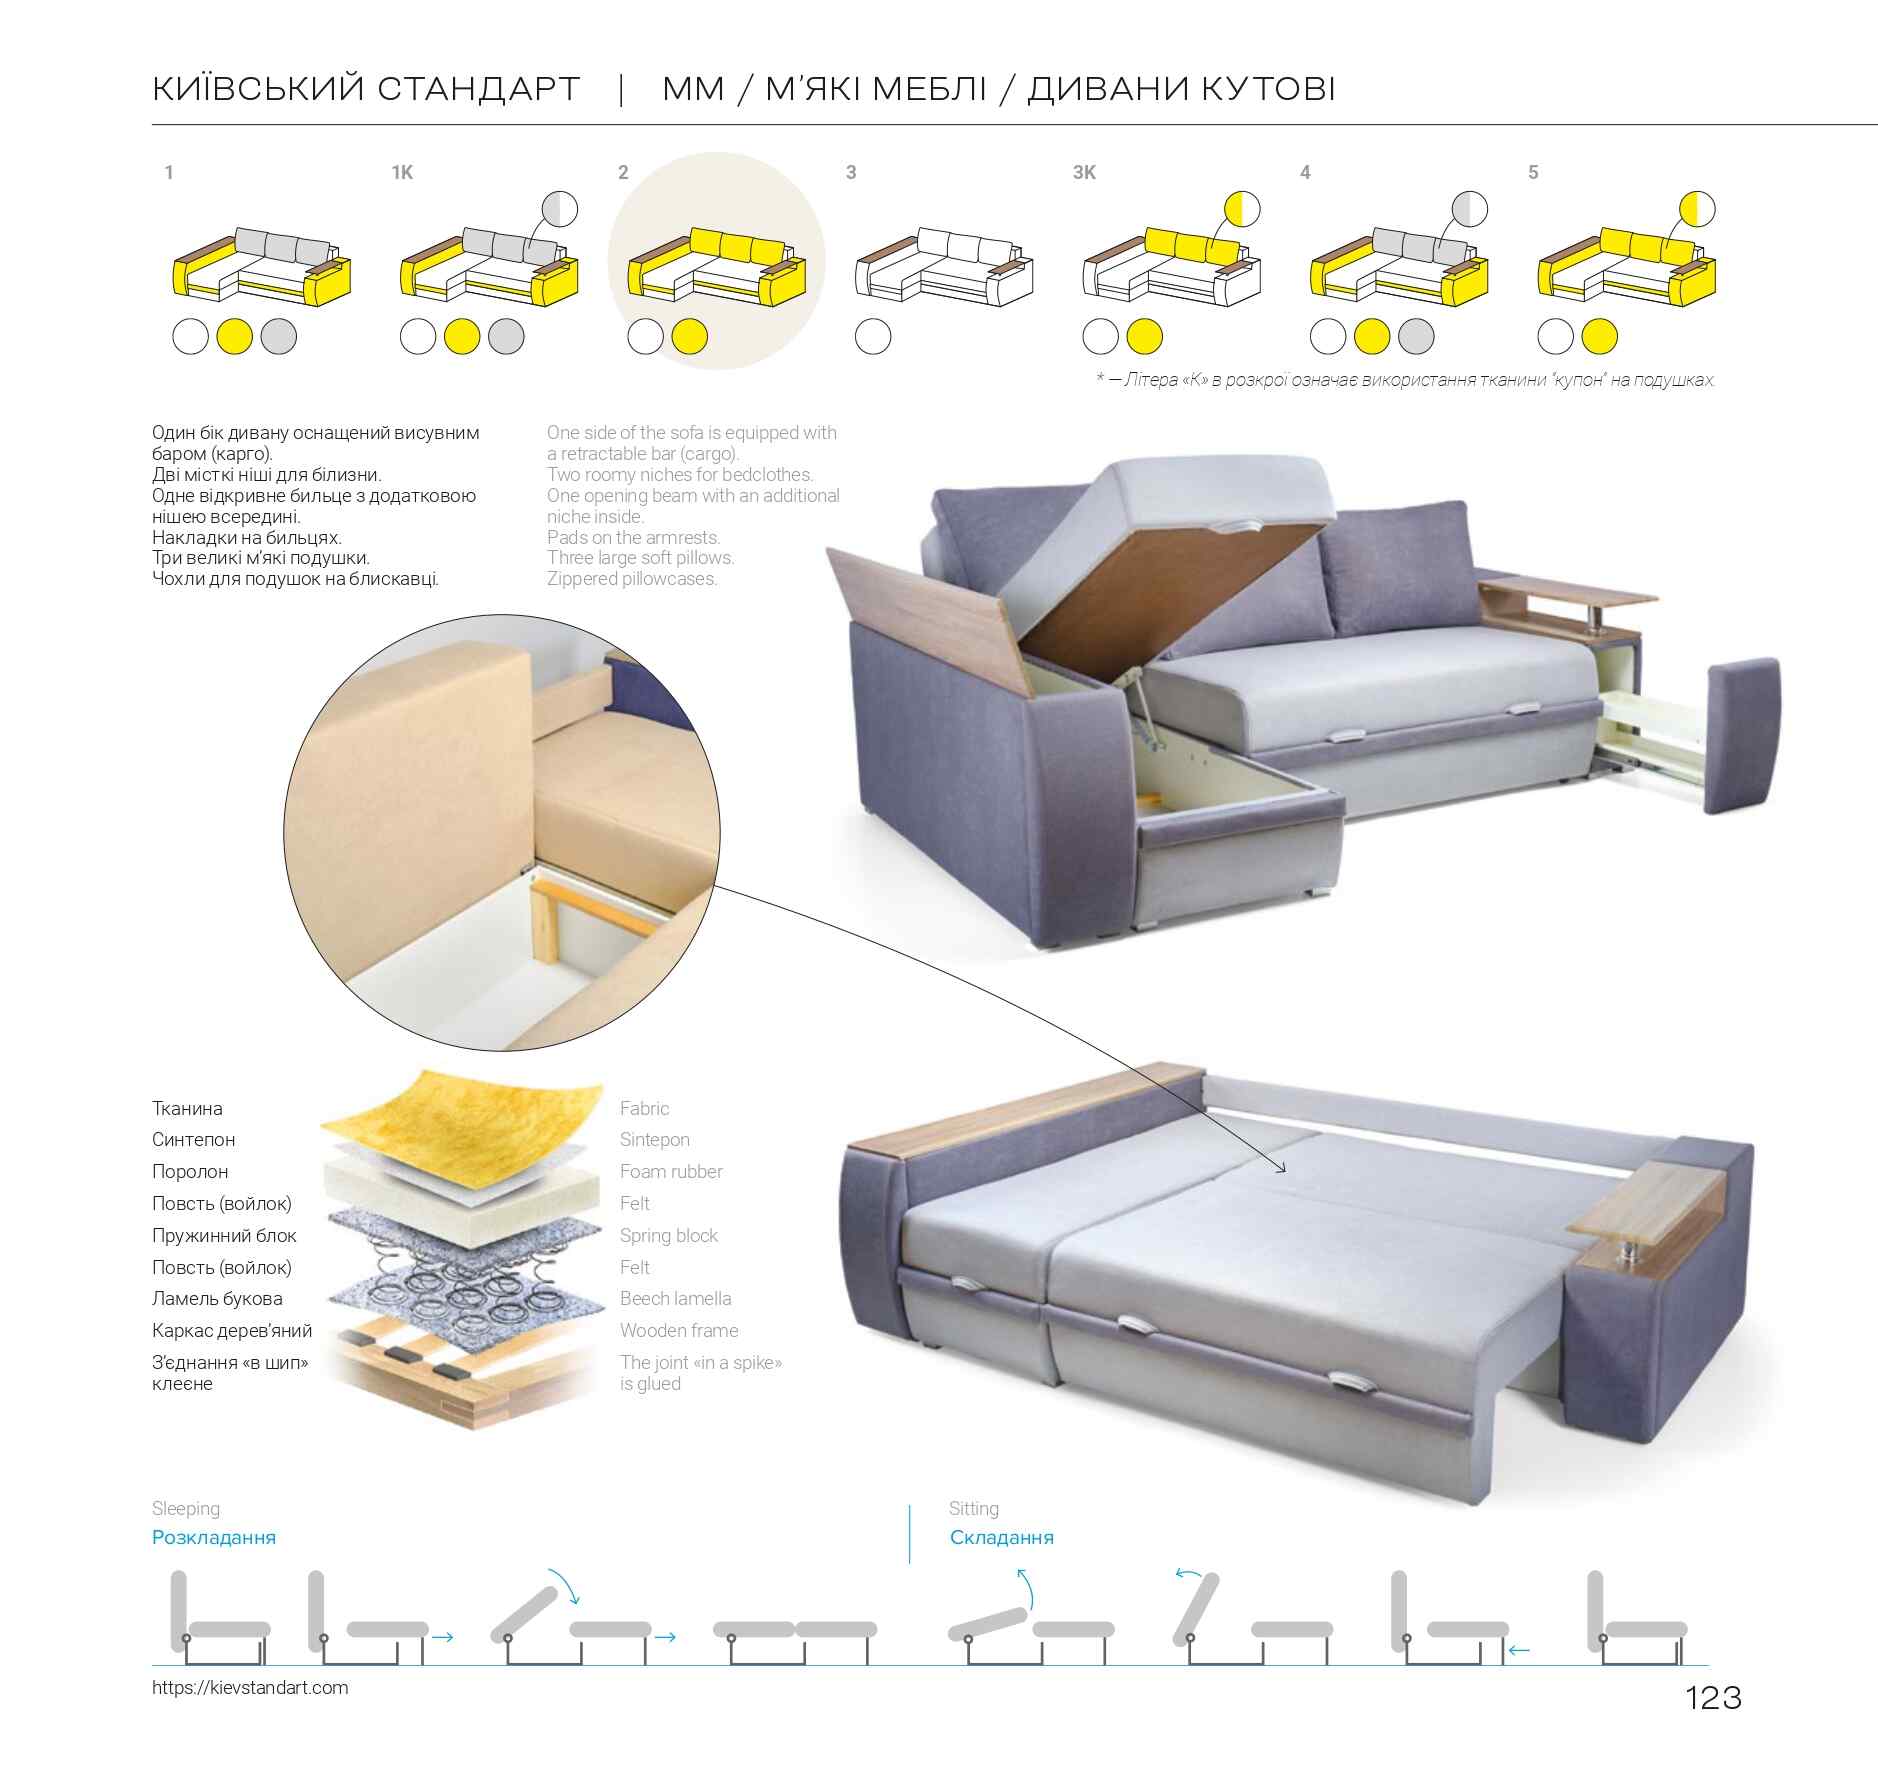 КИЇВСЬКИЙ СТАНДАРТ | ММ / М’ЯКІ МЕБЛІ / ДИВАНИ КУТОВІ
1 1K 2 3 3K 4 5
* — Літера «К» в розкрої означає використання тканини “купон” на подушках.
Один бік дивану оснащений висувним
баром (карго).
Дві місткі ніші для білизни.
Одне відкривне бильце з додатковою
нішею всередині.
Накладки на бильцях.
Три великі м’які подушки.
Чохли для подушок на блискавці.
One side of the sofa is equipped with
a retractable bar (cargo).
Two roomy niches for bedclothes.
One opening beam with an additional
niche inside.
Pads on the armrests.
Three large soft pillows.
Zippered pillowcases.
Тканина
Синтепон
Поролон
Повсть (войлок)
Пружинний блок
Повсть (войлок)
Ламель букова
Каркас дерев’яний
З’єднання «в шип»
клеєне
Fabric
Sintepon
Foam rubber
Felt
Spring block
Felt
Beech lamella
Wooden frame
The joint «in a spike»
is glued
Sleeping
Розкладання
Sitting
Складання
https://kievstandart.com
123